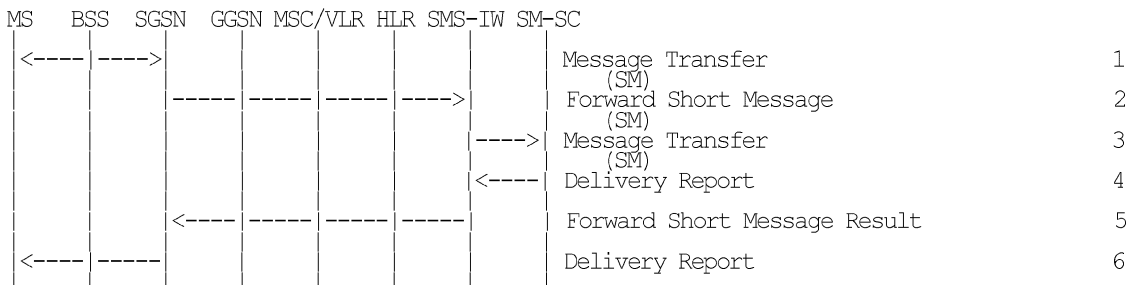 MS BSS SGSN GGSN MSC/VLR HLR SMS-IW SM-SC
|<----|---->| Message Transfer 1
(SM)
|-----|-----|-----|---->| Forward Short Message 2
(SM)
|---->| Message Transfer 3
(SM)
|<----| Delivery Report 4
|<----|-----|-----|-----| Forward Short Message Result 5
|<----|-----| Delivery Report 6